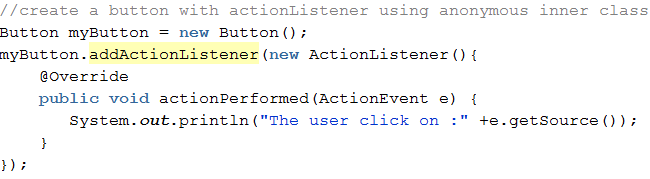 //create a button with actionListener using anonymous inner class
Button myButton = new Button();
myButton.addActionListener(new ActionListener(){
    @Override
    public void actionPerformed(ActionEvent e) {
       System.out.println("The user click on :" +e.getSource());
    }
});